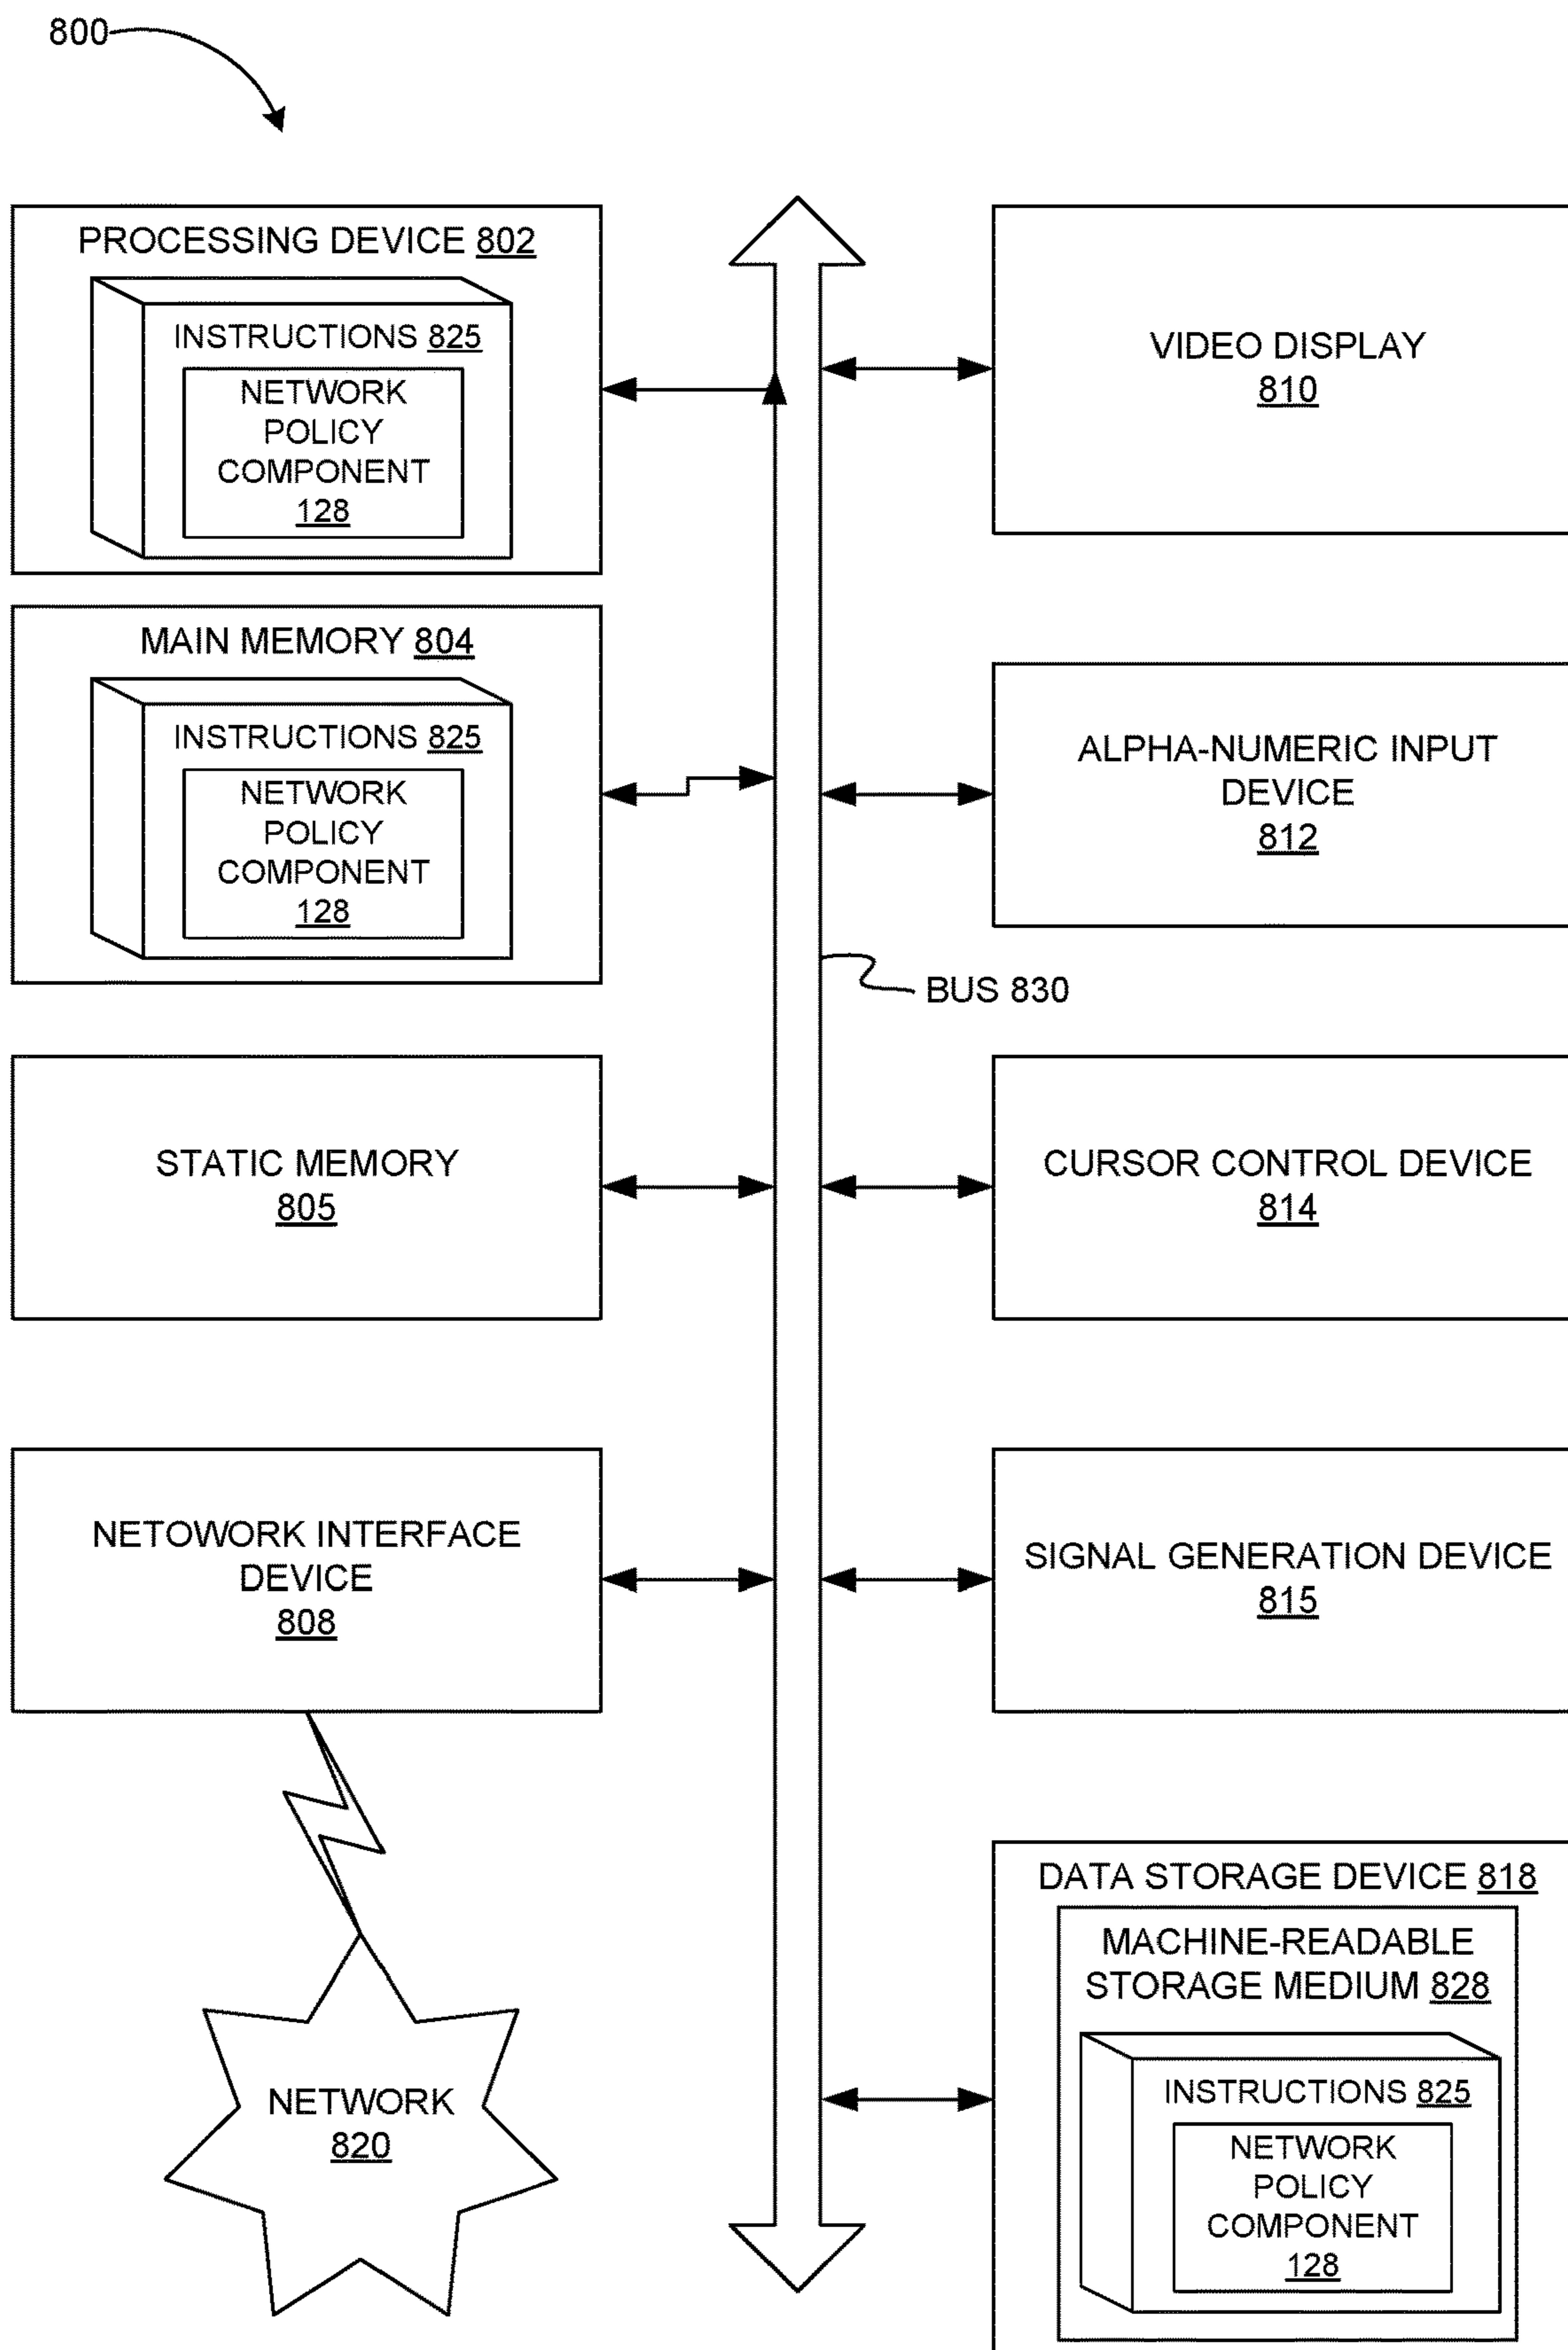 800
PROCESSING DEVICE 802
INSTRUCTIONS 825
NETWORK
POLICY
COMPONENT
128
MAIN MEMORY 804
INSTRUCTIONS 825
NETWORK
POLICY
COMPONENT
128
STATIC MEMORY
805
NETOWORK INTERFACE
DEVICE
808
NETWORK
820
BUS 830
VIDEO DISPLAY
810
ALPHA-NUMERIC INPUT
DEVICE
812
CURSOR CONTROL DEVICE
814
SIGNAL GENERATION DEVICE
815
DATA STORAGE DEVICE 818
MACHINE-READABLE
STORAGE MEDIUM 828
INSTRUCTIONS 825
NETWORK
POLICY
COMPONENT
128